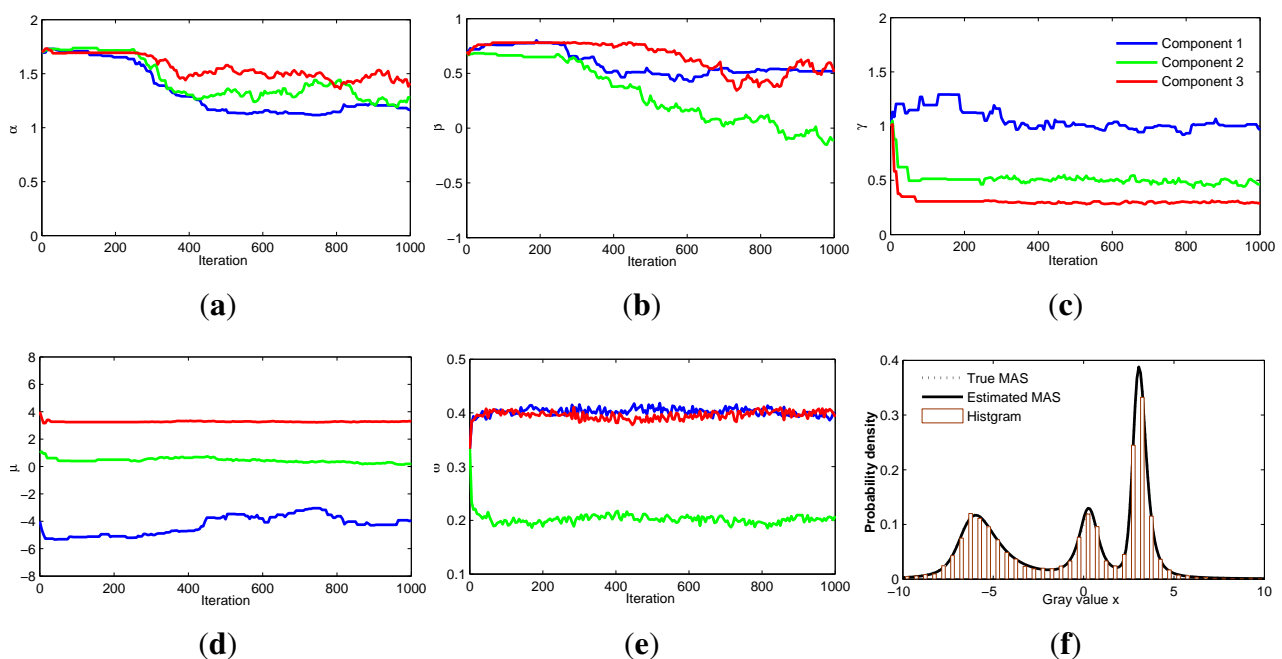 2
1.5
1
0.5
0
α
0 200 400 600 800 1000
Iteration
(a)
1
0.5
0
−0.5
−1
β
0 200 400 600 800 1000
Iteration
(b)
2
1.5
1
0.5
0
γ
Component 1
Component 2
Component 3
0 200 400 600 800 1000
Iteration
(c)
8
6
4
2
0
−2
−4
−6
−8
μ
0 200 400 600 800 1000
Iteration
(d)
0.5
0.4
0.3
0.2
0.1
ω
0 200 400 600 800 1000
Iteration
(e)
0.4
0.3
0.2
0.1
0
Probability density
True MAS
Estimated MAS
Histgram
−10 −5 0 5 10
Gray value x
(f)